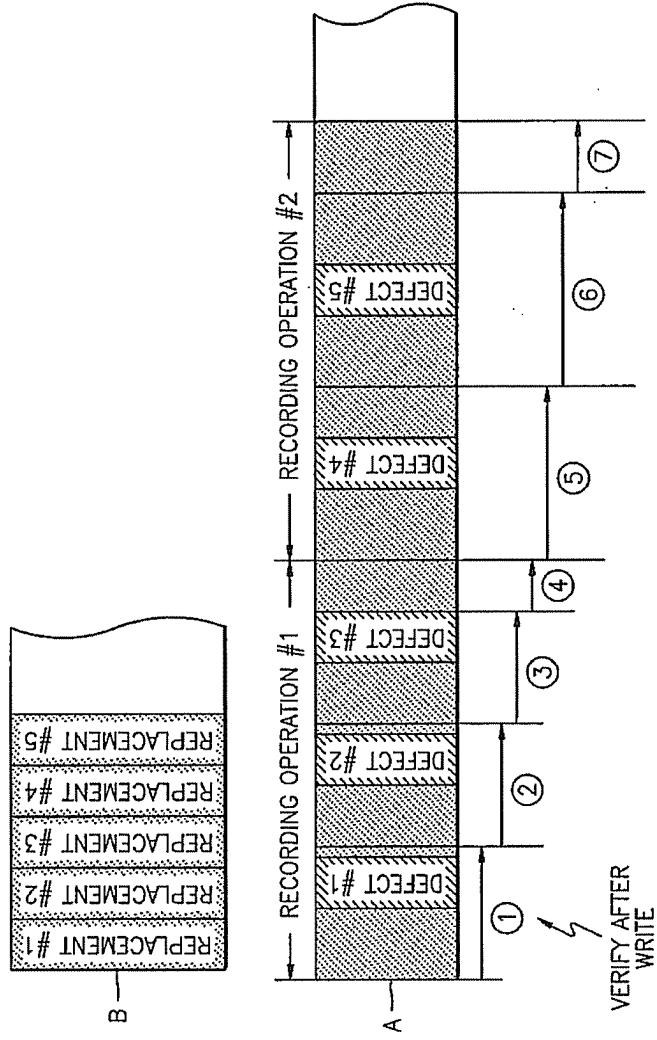 REPLACEMENT #1
REPLACEMENT #2
REPLACEMENT #3
REPLACEMENT #4
REPLACEMENT #5
B
RECORDING OPERATION #1
RECORDING OPERATION #2
DEFECT #1
DEFECT #2
DEFECT #3
DEFECT #4
DEFECT #5
A
①
②
③
④
⑤
⑥
⑦
VERIFY AFTER
WRITE